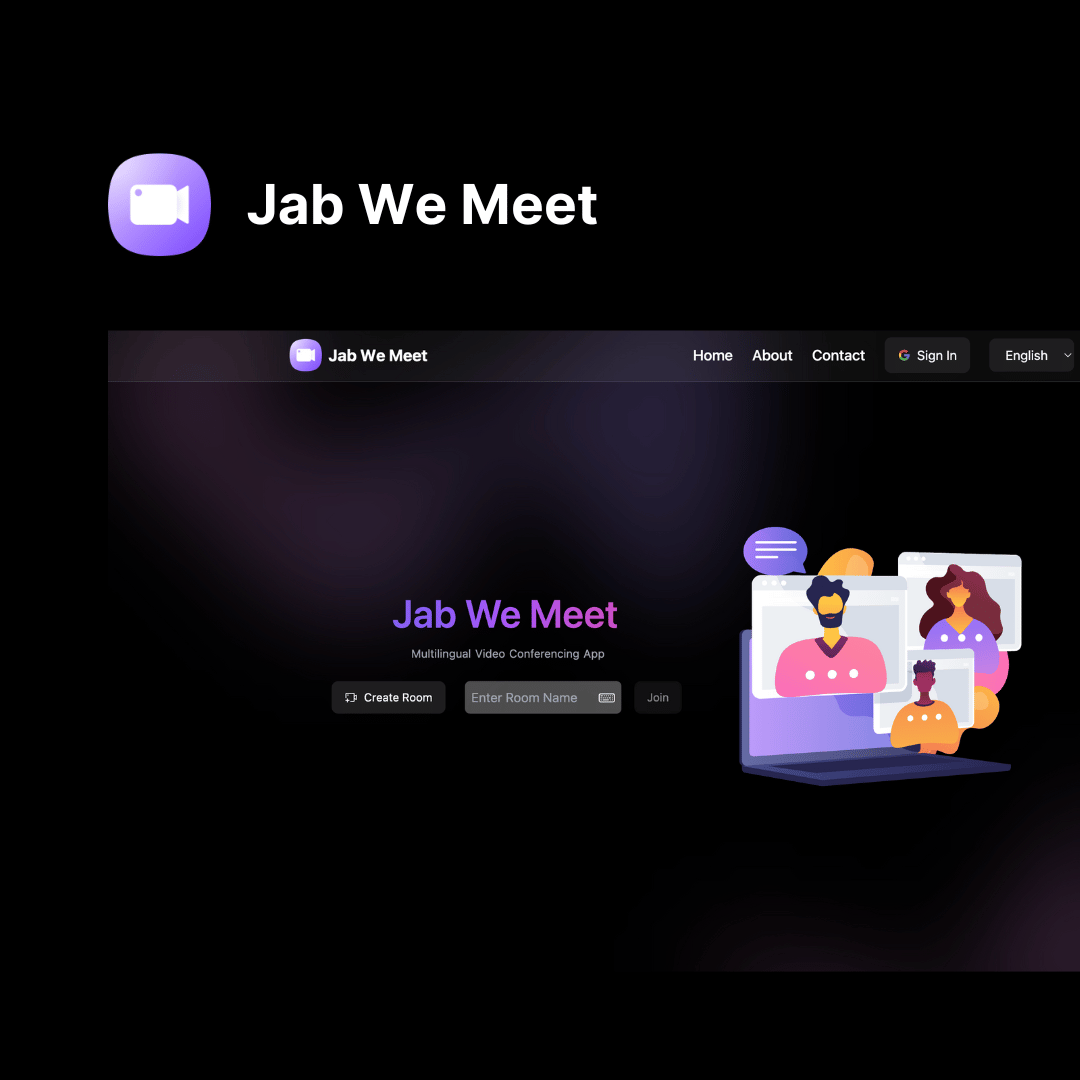 Jab We Meet
Jab We Meet Home About Contact Sign In English
Jab We Meet
Multilingual Video Conferencing App
Create Room Enter Room Name Join